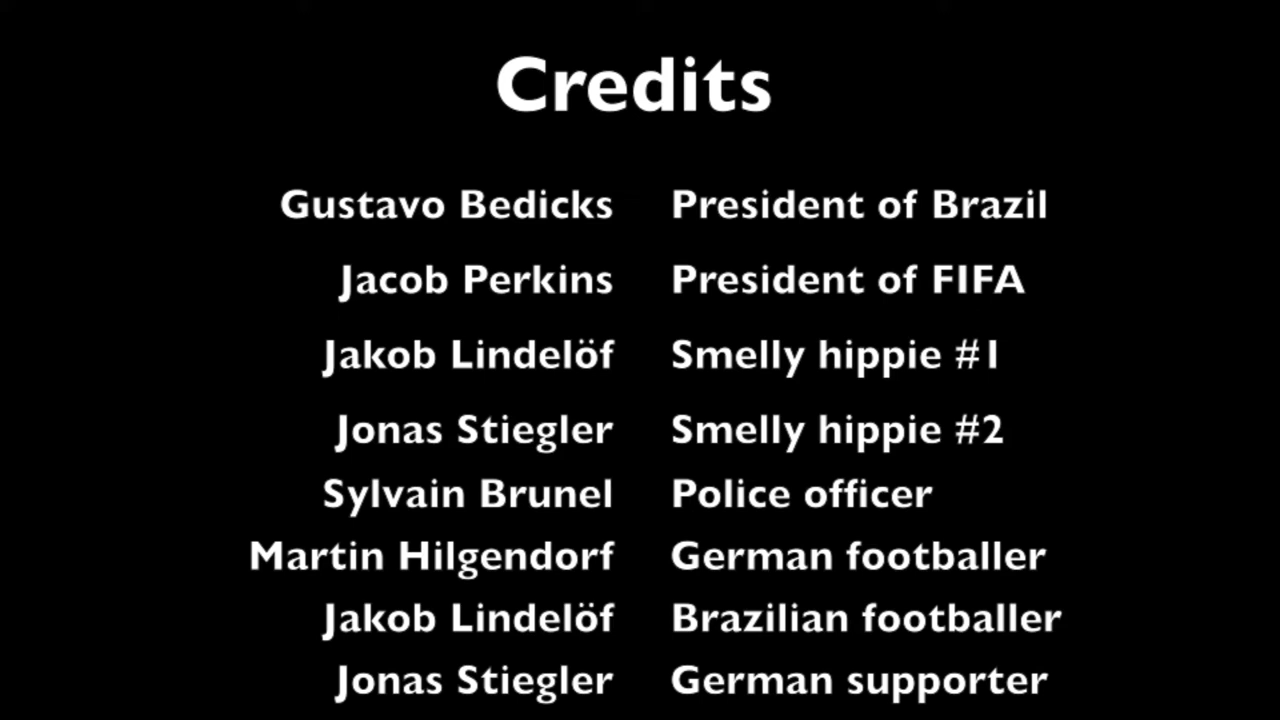 Credits
Gustavo Bedicks President of Brazil
Jacob Perkins President of FIFA
Jakob Lindelöf Smelly hippie #1
Jonas Stiegler Smelly hippie #2
Sylvain Brunel Police officer
Martin Hilgendorf German footballer
Jakob Lindelöf Brazilian footballer
Jonas Stiegler German supporter